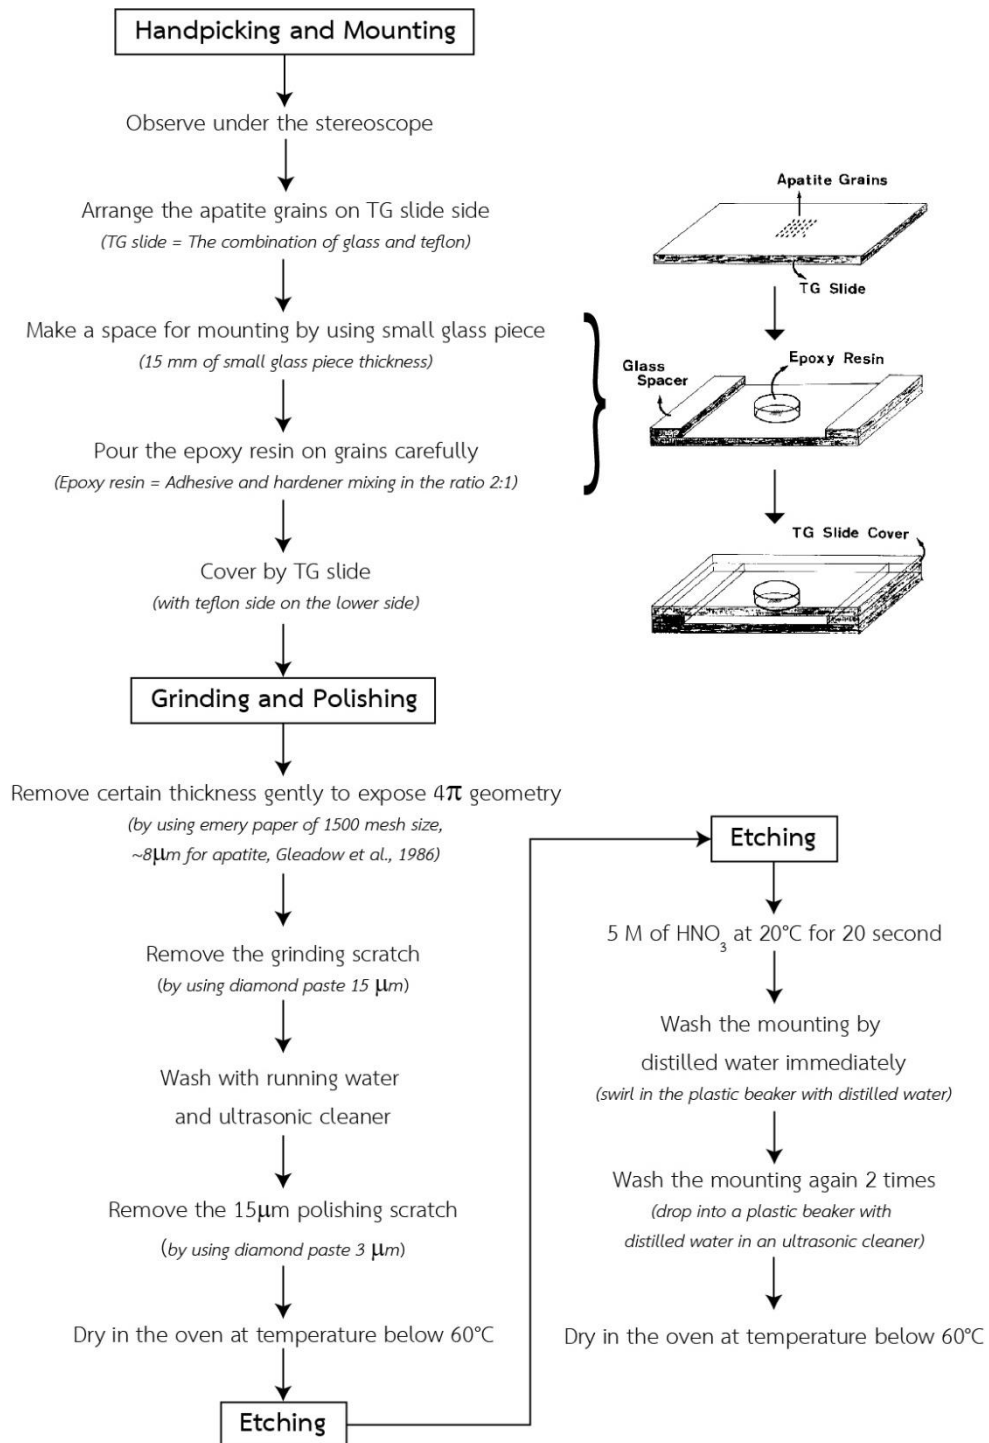 Handpicking and Mounting
Observe under the stereoscope
Arrange the apatite grains on TG slide side
(TG slide = The combination of glass and teflon)
Make a space for mounting by using small glass piece
(15 mm of small glass piece thickness)
Pour the epoxy resin on grains carefully
(Epoxy resin = Adhesive and hardener mixing in the ratio 2:1)
Cover by TG slide
(with teflon side on the lower side)
Apatite Grains
TG Slide
Glass
Spacer
Epoxy Resin
TG Slide Cover
Grinding and Polishing
Remove certain thickness gently to expose 4π geometry
(by using emery paper of 1500 mesh size,
~8μm for apatite, Gleadow et al., 1986)
Remove the grinding scratch
(by using diamond paste 15 μm)
Wash with running water
and ultrasonic cleaner
Remove the 15μm polishing scratch
(by using diamond paste 3 μm)
Dry in the oven at temperature below 60°C
Etching
Etching
5 M of HNO₃ at 20°C for 20 second
Wash the mounting by
distilled water immediately
(swirl in the plastic beaker with distilled water)
Wash the mounting again 2 times
(drop into a plastic beaker with
distilled water in an ultrasonic cleaner)
Dry in the oven at temperature below 60°C